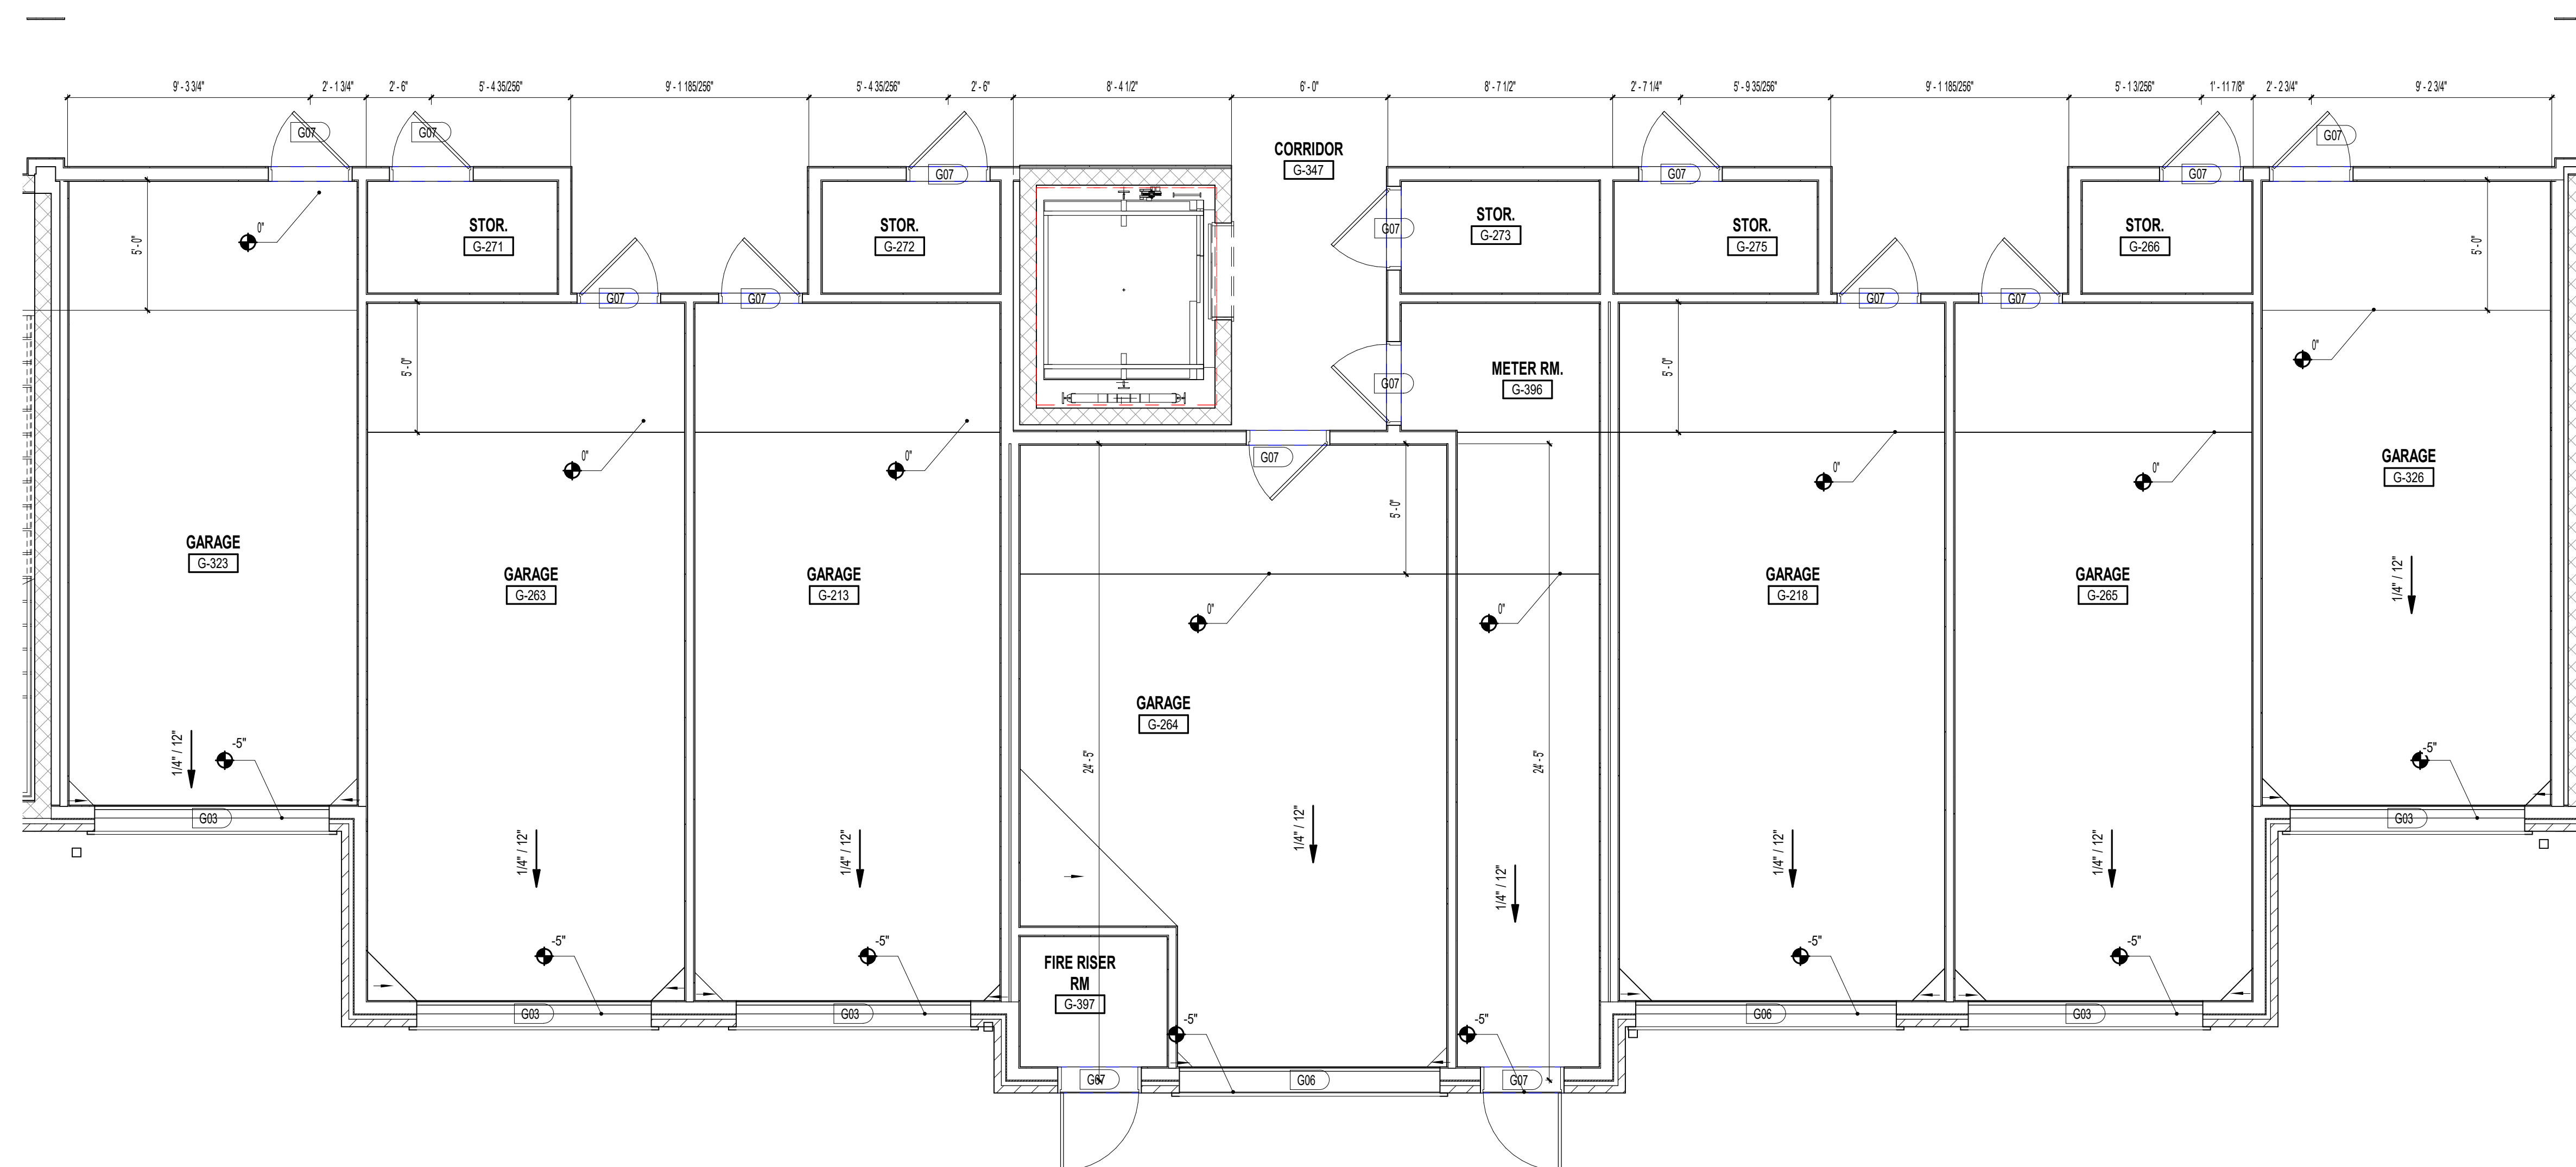 9' - 3 3/4" 2' - 1 3/4" 2' - 6" 5' - 4 35/256" 9' - 1 185/256" 5' - 4 35/256" 2' - 6" 8' - 4 1/2" 6' - 0" 8' - 7 1/2" 2' - 7 1/4" 5' - 9 35/256" 9' - 1 185/256" 5' - 1 3/256" 1' - 11 7/8" 2' - 2 3/4" 9' - 2 3/4"
G07 G07 G07
CORRIDOR
G-347
G07 G07 G07
STOR.
G-271
STOR.
G-272
STOR.
G-273
STOR.
G-275
STOR.
G-266
0"
5' - 0"
G07
5' - 0"
G07 G07 G07 G07
5' - 0"
METER RM.
G-396
G07
5' - 0"
0"
0"
0"
G07
0"
0"
GARAGE
G-326
5' - 0"
GARAGE
G-323
GARAGE
G-263
GARAGE
G-213
GARAGE
G-218
GARAGE
G-265
1/4" / 12"
0"
0"
GARAGE
G-264
1/4" / 12"
-5"
24' - 5"
24' - 5"
-5"
G03
G03
1/4" / 12"
1/4" / 12"
1/4" / 12"
1/4" / 12"
1/4" / 12"
1/4" / 12"
-5"
-5"
-5"
-5"
FIRE RISER
RM
G-397
G03
G03
-5"
-5"
G06
G03
G07
G06
G07